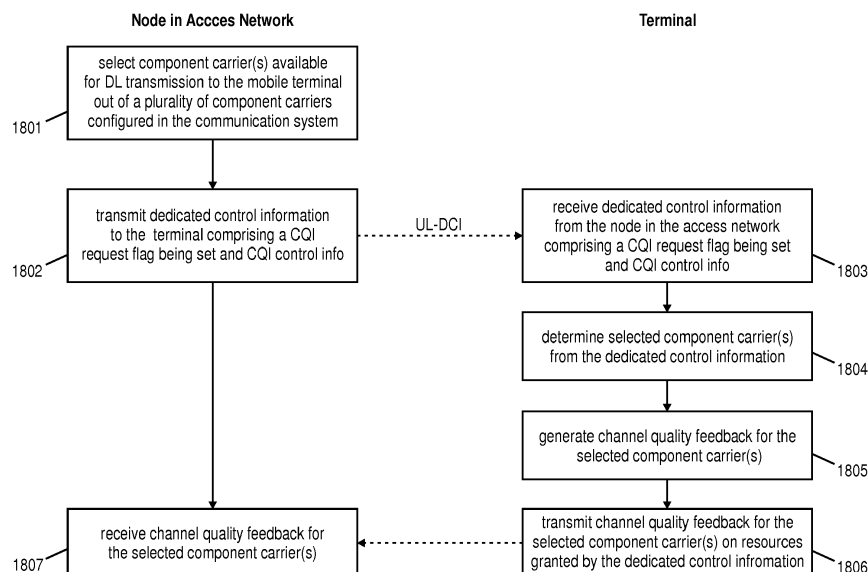 Node in Accces Network
Terminal
select component carrier(s) available
for DL transmission to the mobile terminal
out of a plurality of component carriers
configured in the communication system
1801
transmit dedicated control information
to the terminal comprising a CQI
request flag being set and CQI control info
1802
UL-DCI
receive dedicated control information
from the node in the access network
comprising a CQI request flag being set
and CQI control info
1803
determine selected component carrier(s)
from the dedicated control information
1804
generate channel quality feedback for the
selected component carrier(s)
1805
transmit channel quality feedback for the
selected component carrier(s) on resources
granted by the dedicated control infromation
1806
receive channel quality feedback for
the selected component carrier(s)
1807